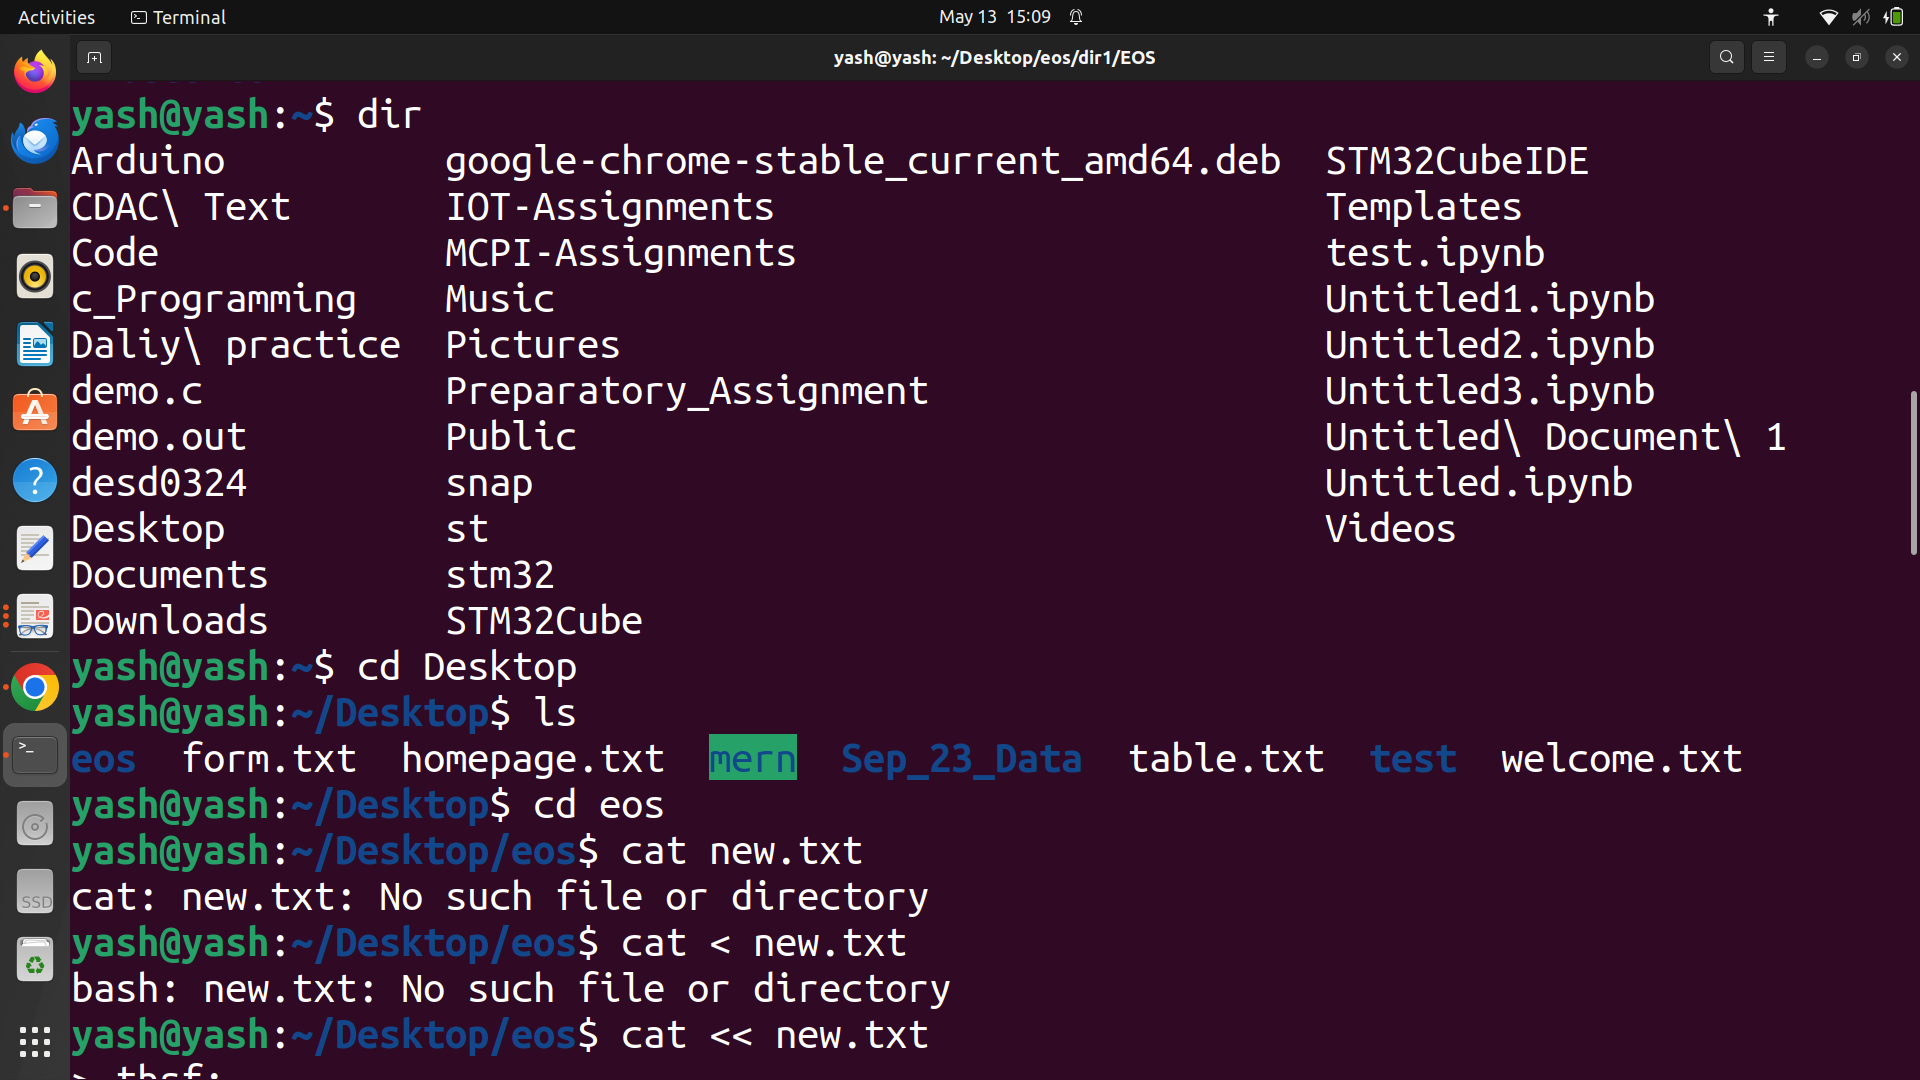 Activities Terminal May 13 15:09
yash@yash: ~/Desktop/eos/dir1/EOS
yash@yash:~$ dir
Arduino google-chrome-stable_current_amd64.deb STM32CubeIDE
CDAC\ Text IOT-Assignments Templates
Code MCPI-Assignments test.ipynb
c_Programming Music Untitled1.ipynb
Daliy\ practice Pictures Untitled2.ipynb
demo.c Preparatory_Assignment Untitled3.ipynb
demo.out Public Untitled\ Document\ 1
desd0324 snap Untitled.ipynb
Desktop st Videos
Documents stm32
Downloads STM32Cube
yash@yash:~$ cd Desktop
yash@yash:~/Desktop$ ls
eos form.txt homepage.txt mern Sep_23_Data table.txt test welcome.txt
yash@yash:~/Desktop$ cd eos
yash@yash:~/Desktop/eos$ cat new.txt
cat: new.txt: No such file or directory
yash@yash:~/Desktop/eos$ cat < new.txt
bash: new.txt: No such file or directory
yash@yash:~/Desktop/eos$ cat << new.txt
SSD